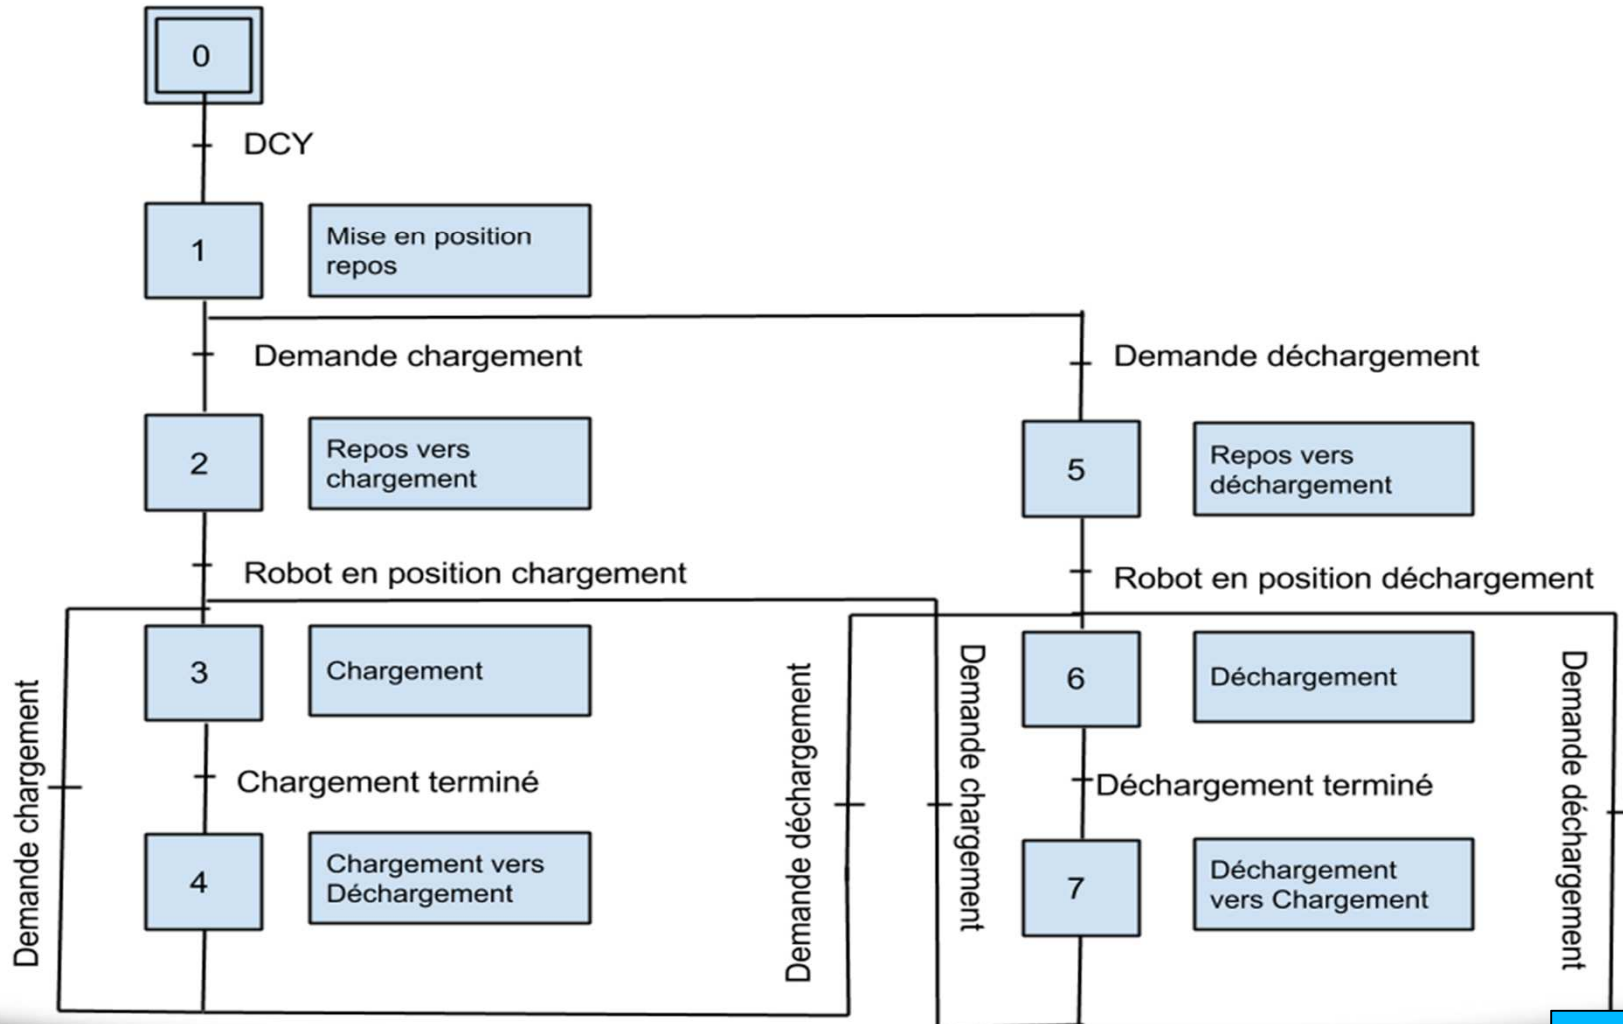 0
DCY
1
Mise en position
repos
Demande chargement
Demande déchargement
2
Repos vers
chargement
5
Repos vers
déchargement
Robot en position chargement
Robot en position déchargement
Demande chargement
3
Chargement
Demande déchargement
Demande chargement
6
Déchargement
Demande déchargement
Chargement terminé
Déchargement terminé
4
Chargement vers
Déchargement
7
Déchargement
vers Chargement